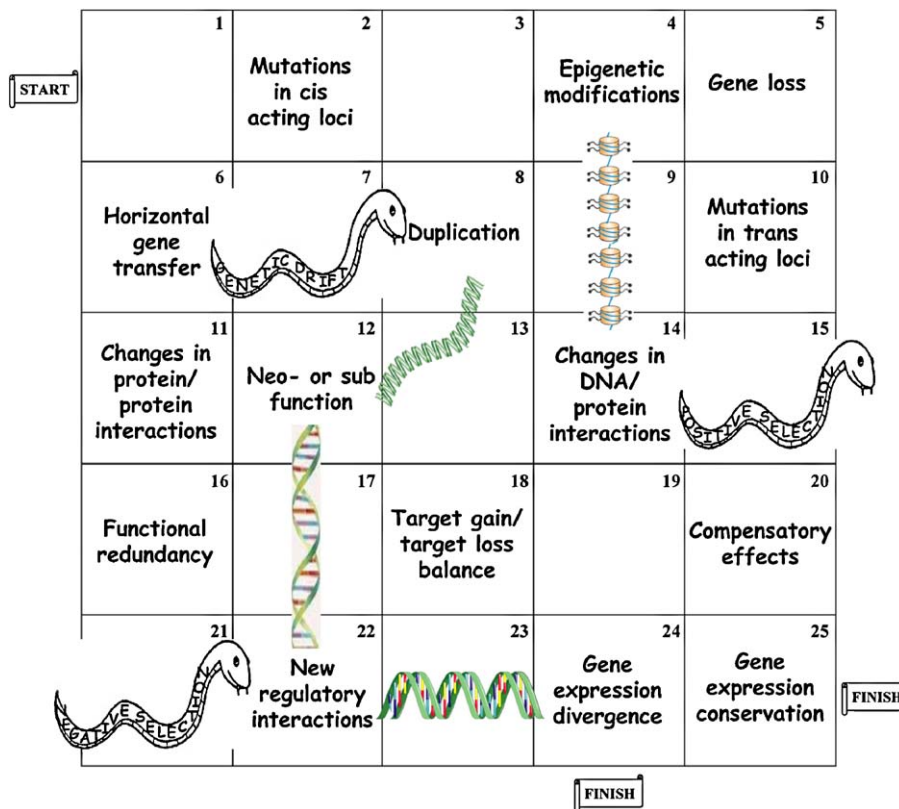 1
2
3
4
5
START
Mutations
in cis
acting loci
Epigenetic
modifications
Gene loss
6
7
8
9
10
Horizontal
gene
transfer
GENETIC DRIFT
Duplication
Mutations
in trans
acting loci
11
12
13
14
15
Changes in
protein/
protein
interactions
Neo- or sub
function
Changes in
DNA/
protein
interactions
POSITIVE SELECTION
16
17
18
19
20
Functional
redundancy
Target gain/
target loss
balance
Compensatory
effects
21
22
23
24
25
NEGATIVE SELECTION
New
regulatory
interactions
Gene
expression
divergence
Gene
expression
conservation
FINISH
FINISH